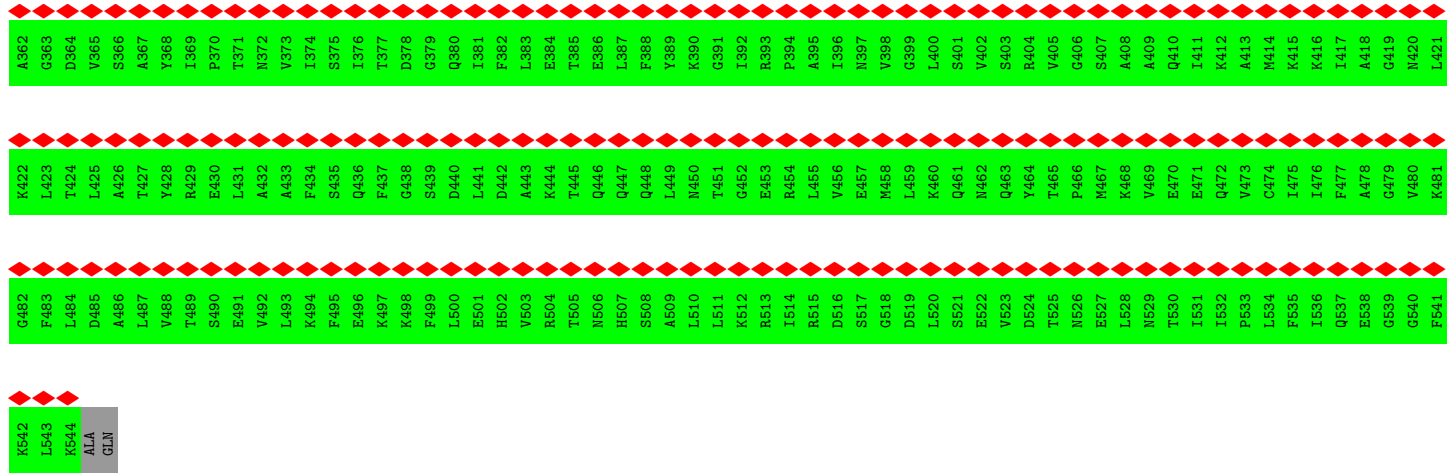 A362 G363 D364 V365 S366 A367 Y368 I369 P370 T371 N372 V373 I374 S375 I376 T377 D378 G379 Q380 I381 F382 L383 E384 T385 E386 L387 F388 Y389 K390 G391 I392 R393 P394 A395 I396 N397 V398 G399 L400 S401 V402 S403 R404 V405 G406 S407 A408 A409 Q410 I411 K412 A413 M414 K415 K416 I417 A418 G419 N420 L421
K422 L423 T424 L425 A426 T427 Y428 R429 E430 L431 A432 A433 F434 S435 Q436 F437 G438 S439 D440 L441 D442 A443 K444 T445 Q446 Q447 Q448 L449 N450 T451 G452 E453 R454 L455 V456 E457 M458 L459 K460 Q461 N462 Q463 Y464 T465 P466 M467 K468 V469 E470 E471 Q472 V473 C474 I475 I476 F477 A478 G479 V480 K481
G482 F483 L484 D485 A486 L487 V488 T489 S490 E491 V492 L493 K494 F495 E496 K497 K498 F499 L500 E501 H502 V503 R504 T505 N506 H507 S508 A509 L510 L511 K512 R513 I514 R515 D516 S517 G518 D519 L520 S521 E522 V523 D524 T525 N526 E527 L528 N529 T530 I531 I532 P533 L534 F535 I536 Q537 E538 G539 G540 F541
K542 L543 K544 ALA GLN